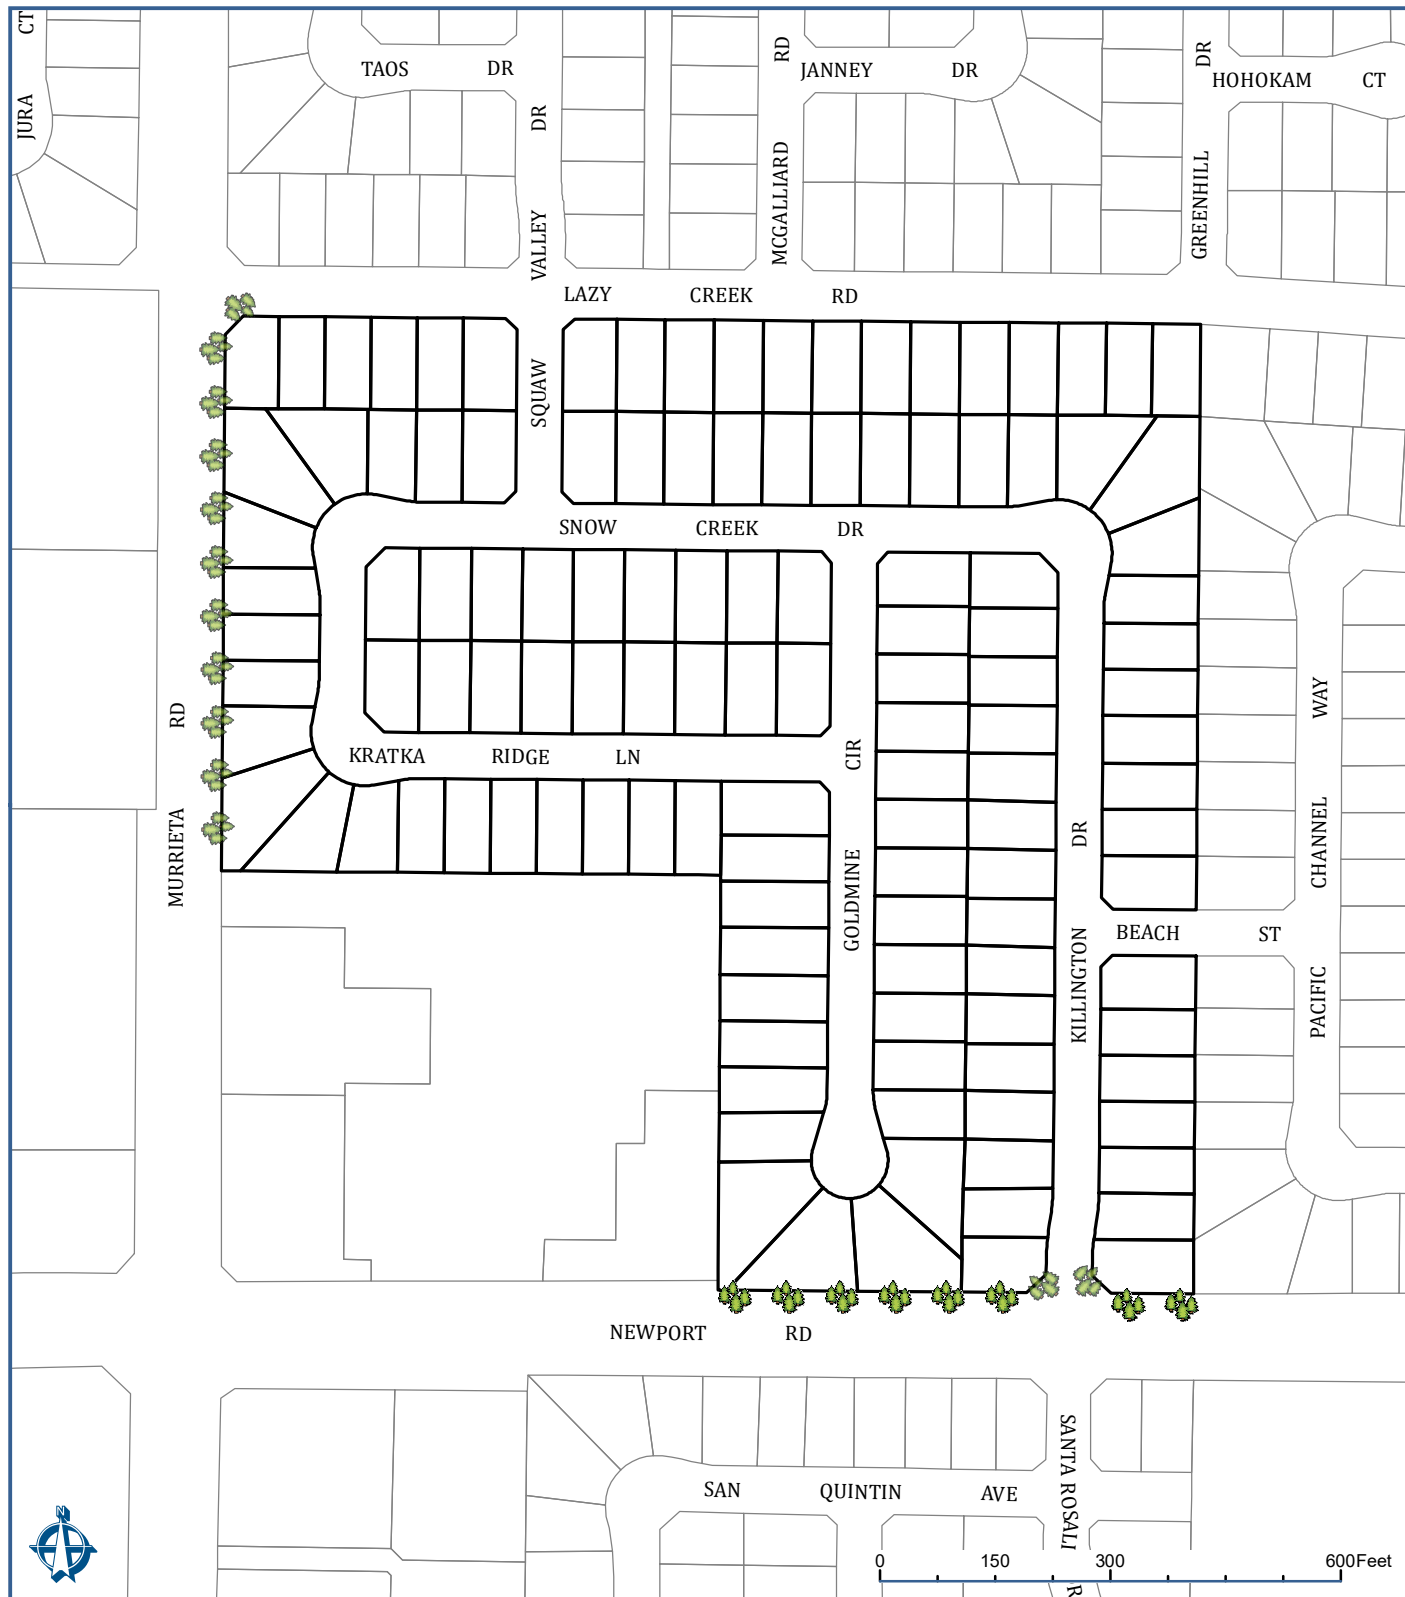 CT
JURA
TAOS DR
DR
VALLEY
SQUAW
RD
MCGALLIARD
JANNEY DR
DR
GREENHILL
HOHOKAM CT
LAZY CREEK RD
SNOW CREEK DR
KRATKA RIDGE LN
RD
MURRIETA
CIR
GOLDMINE
DR
KILLINGTON
BEACH ST
WAY
CHANNEL
PACIFIC
NEWPORT RD
SANTA ROSALI
SAN QUINTIN AVE
N
0 150 300 600Feet